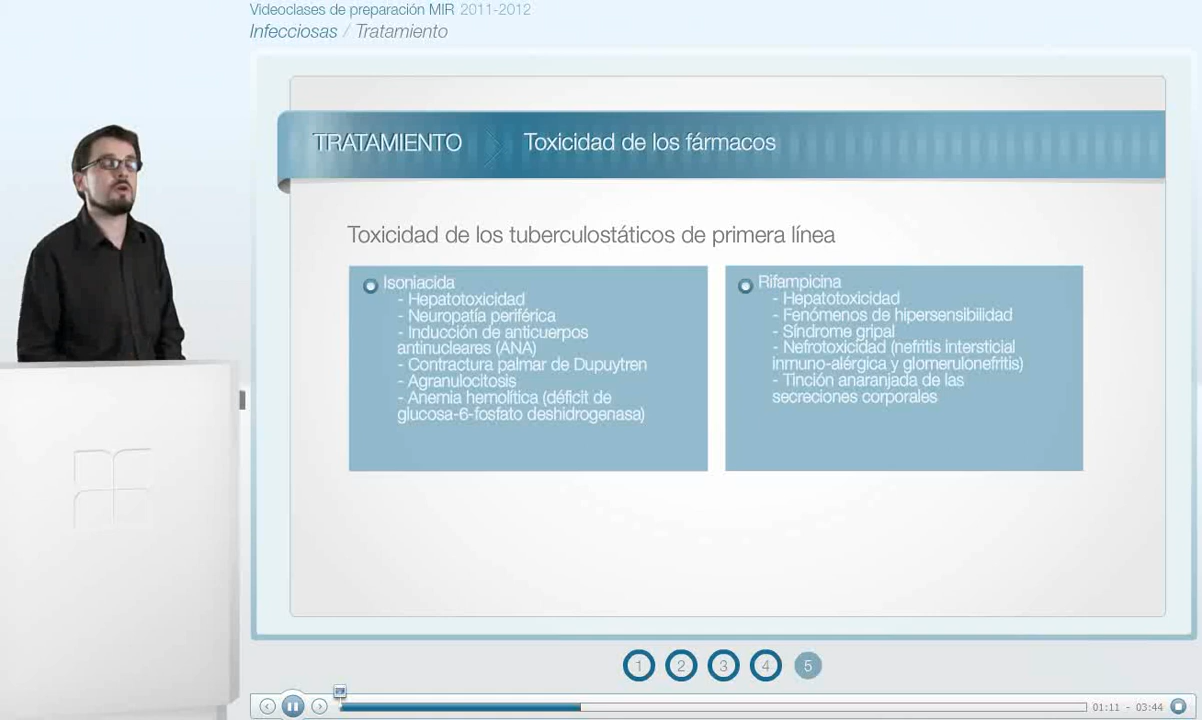 Videoclases de preparación MIR 2011-2012
Infecciosas / Tratamiento
TRATAMIENTO Toxicidad de los fármacos
Toxicidad de los tuberculostáticos de primera línea
Isoniacida
- Hepatotoxicidad
- Neuropatía periférica
- Inducción de anticuerpos
antinucleares (ANA)
- Contractura palmar de Dupuytren
- Agranulocitosis
- Anemia hemolítica (déficit de
glucosa-6-fosfato deshidrogenasa)
Rifampicina
- Hepatotoxicidad
- Fenómenos de hipersensibilidad
- Síndrome gripal
- Nefrotoxicidad (nefritis intersticial
inmuno-alérgica y glomerulonefritis)
- Tinción anaranjada de las
secreciones corporales
1 2 3 4 5
01:11 - 03:44